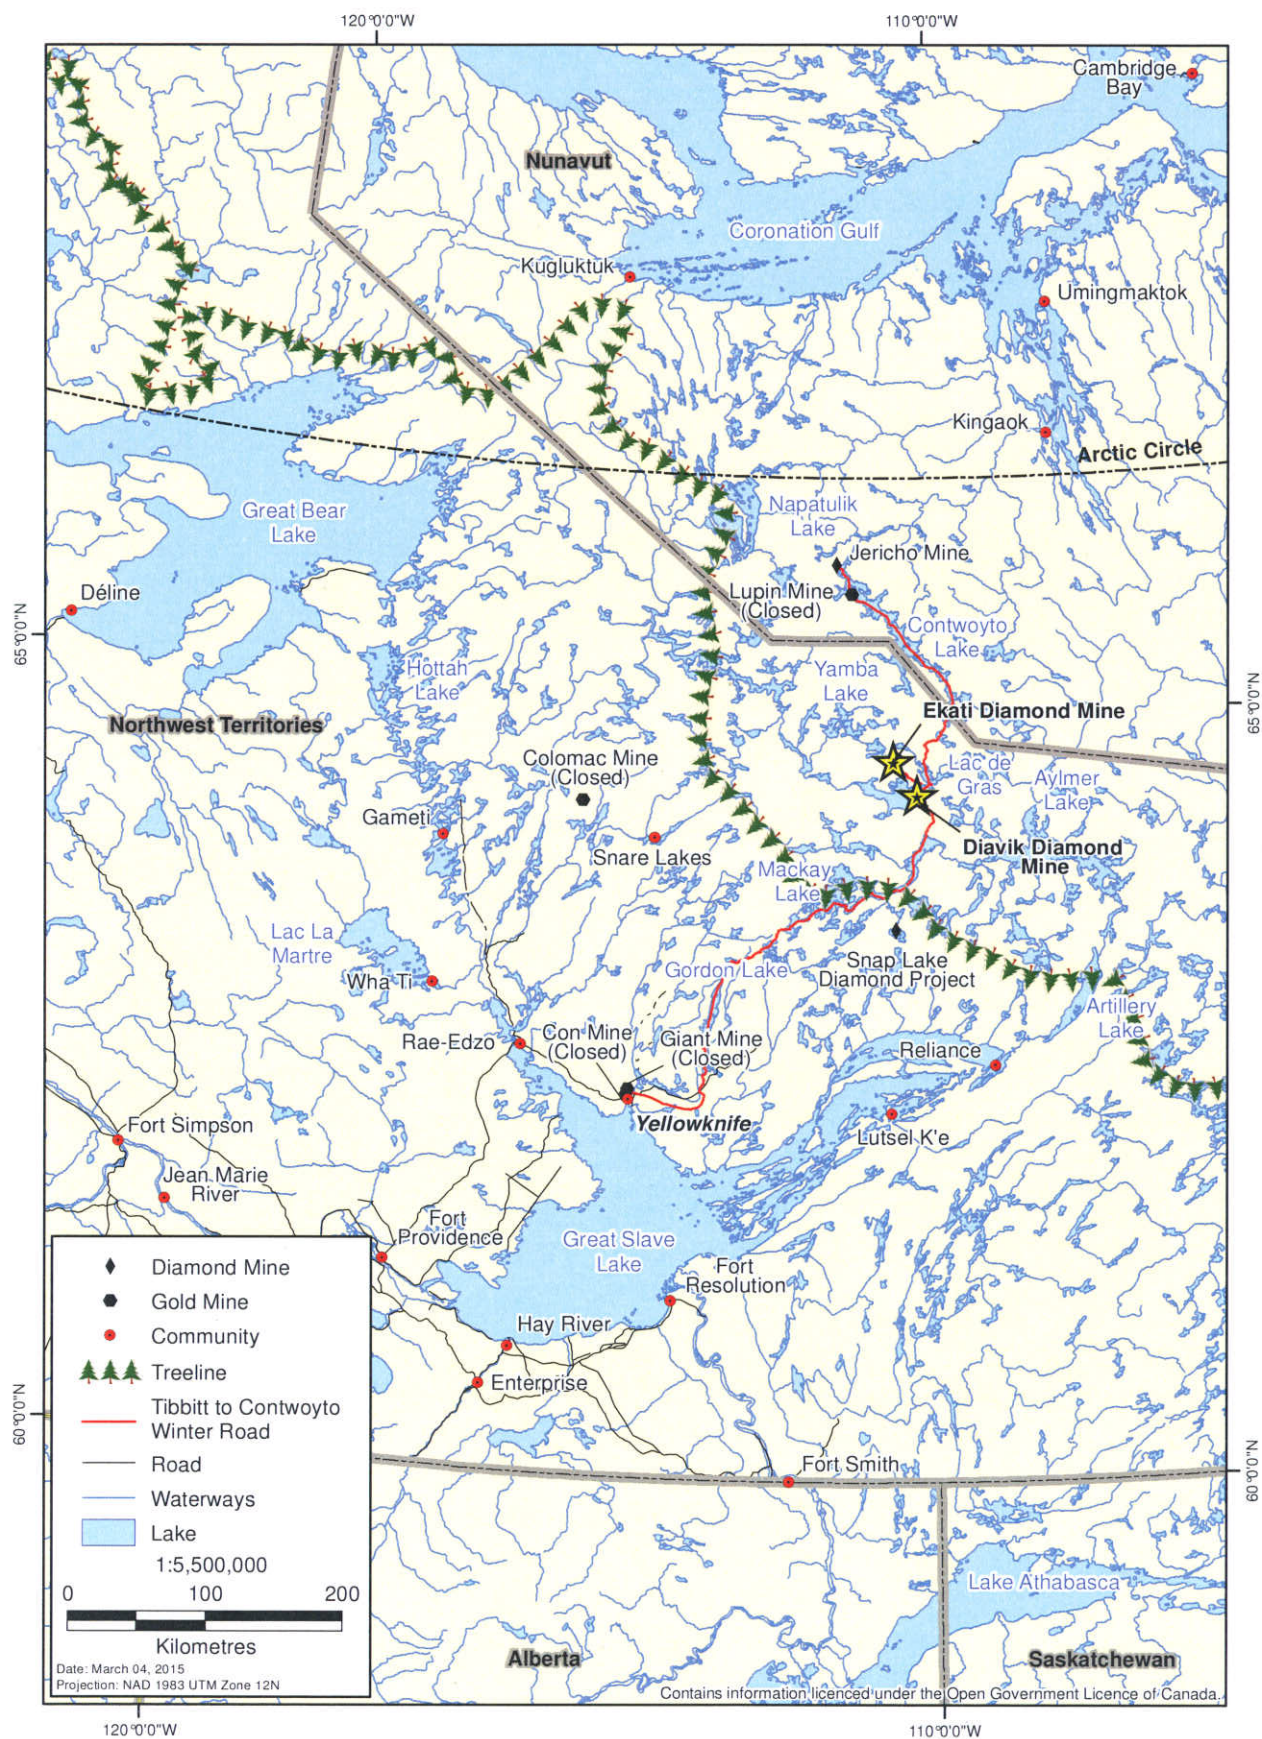 120°0'0"W
110°0'0"W
Cambridge
Bay
Nunavut
Coronation Gulf
Kugluktuk
Umingmaktok
Kingaok
Arctic Circle
Napatulik
Lake
Great Bear
Lake
Jericho Mine
Déline
Lupin Mine
(Closed)
Contwoyto
Lake
65°0'0"N
Hottah
Lake
Yamba
Lake
65°0'0"N
Northwest Territories
Ekati Diamond Mine
Colomac Mine
(Closed)
Lac de
Gras
Aylmer
Lake
Gameti
Snare Lakes
Diavik Diamond
Mine
Mackay
Lake
Lac La
Martre
Wha Ti
Gordon Lake
Snap Lake
Diamond Project
Artillery
Lake
Rae-Edzo
Con Mine
(Closed)
Giant Mine
(Closed)
Reliance
Yellowknife
Fort Simpson
Lutsel K'e
Jean Marie
River
Fort
Providence
Great Slave
Lake
Fort
Resolution
Hay River
Enterprise
Diamond Mine
Gold Mine
Community
Treeline
Tibbitt to Contwoyto
Winter Road
Road
Waterways
Lake
1:5,500,000
0 100 200
Kilometres
Date: March 04, 2015
Projection: NAD 1983 UTM Zone 12N
60°0'0"N
Fort Smith
60°0'0"N
Lake Athabasca
Alberta
Saskatchewan
Contains information licenced under the Open Government Licence of Canada.
120°0'0"W
110°0'0"W